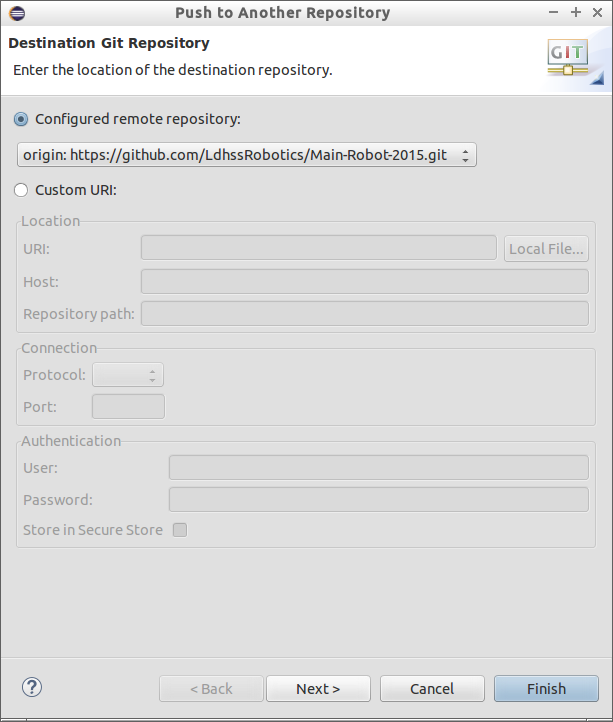 Push to Another Repository
Destination Git Repository
Enter the location of the destination repository.
GIT
Configured remote repository:
origin: https://github.com/LdhssRobotics/Main-Robot-2015.git
Custom URI:
Location
URI:
Local File...
Host:
Repository path:
Connection
Protocol:
Port:
Authentication
User:
Password:
Store in Secure Store
?
< Back
Next >
Cancel
Finish